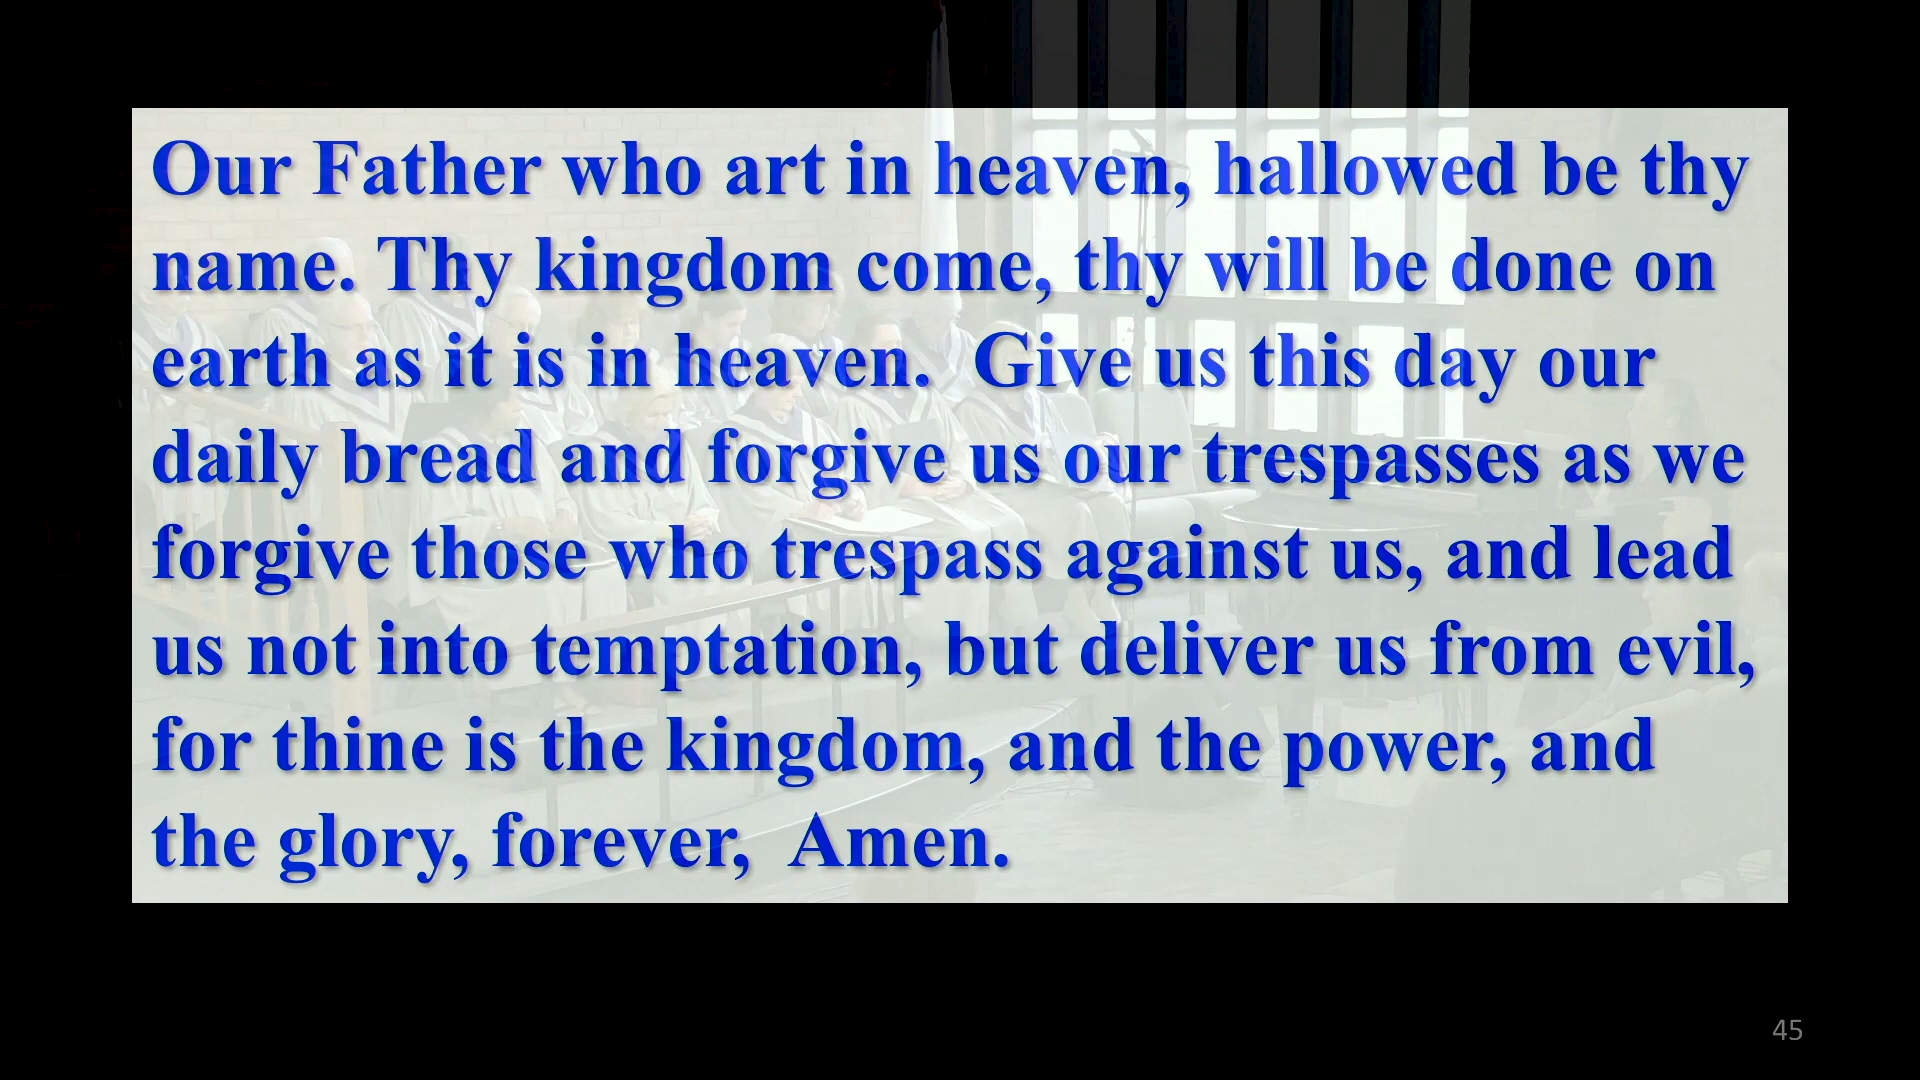 Our Father who art in heaven, hallowed be thy
name. Thy kingdom come, thy will be done on
earth as it is in heaven.  Give us this day our
daily bread and forgive us our trespasses as we
forgive those who trespass against us, and lead
us not into temptation, but deliver us from evil,
for thine is the kingdom, and the power, and
the glory, forever,  Amen.
45